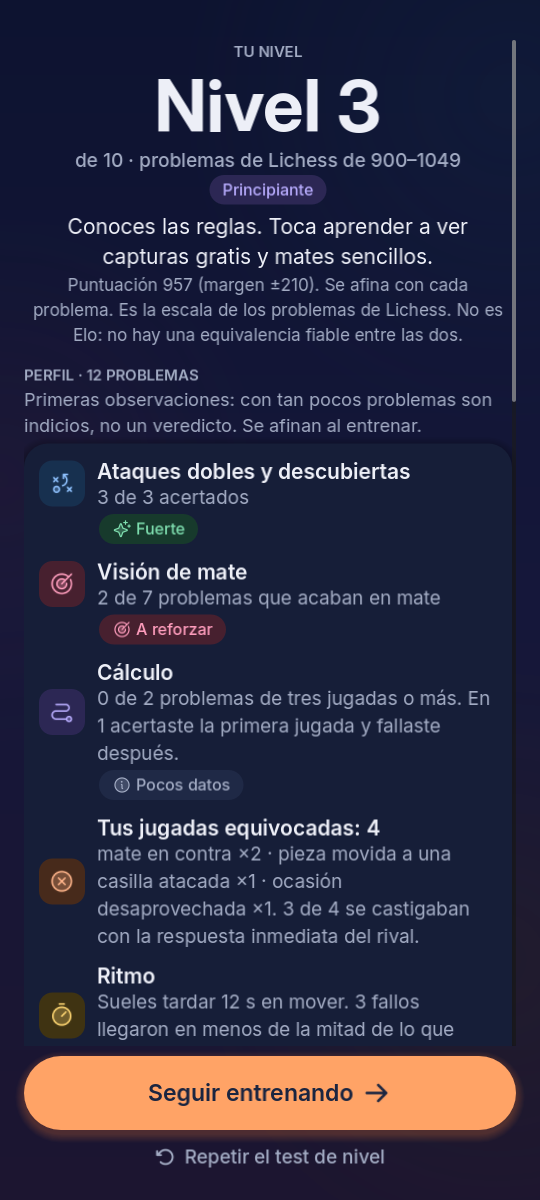 TU NIVEL
Nivel 3
de 10 · problemas de Lichess de 900–1049
Principiante
Conoces las reglas. Toca aprender a ver
capturas gratis y mates sencillos.
Puntuación 957 (margen ±210). Se afina con cada
problema. Es la escala de los problemas de Lichess. No es
Elo: no hay una equivalencia fiable entre las dos.
PERFIL · 12 PROBLEMAS
Primeras observaciones: con tan pocos problemas son
indicios, no un veredicto. Se afinan al entrenar.
Ataques dobles y descubiertas
3 de 3 acertados
Fuerte
Visión de mate
2 de 7 problemas que acaban en mate
A reforzar
Cálculo
0 de 2 problemas de tres jugadas o más. En
1 acertaste la primera jugada y fallaste
después.
Pocos datos
Tus jugadas equivocadas: 4
mate en contra ×2 · pieza movida a una
casilla atacada ×1 · ocasión
desaprovechada ×1. 3 de 4 se castigaban
con la respuesta inmediata del rival.
Ritmo
Sueles tardar 12 s en mover. 3 fallos
llegaron en menos de la mitad de lo que
Seguir entrenando →
Repetir el test de nivel